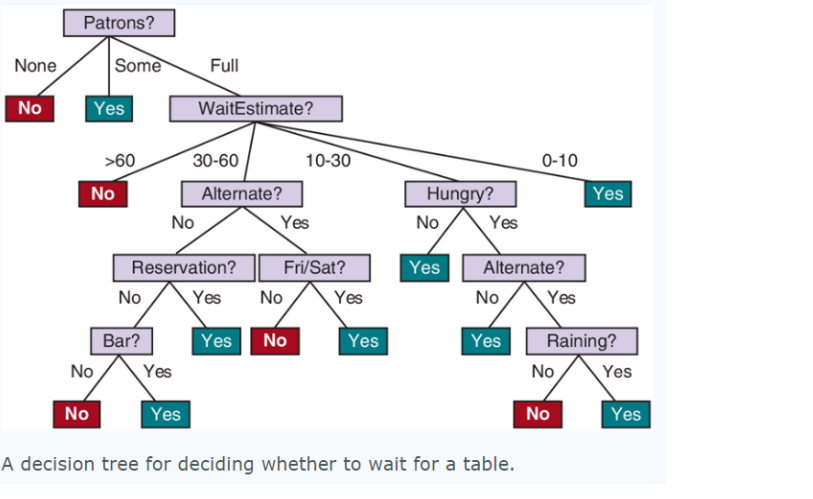 Patrons?
None Some Full
No Yes WaitEstimate?
>60 30-60 10-30 0-10
No Alternate? Hungry? Yes
No Yes No Yes
Reservation? Fri/Sat? Yes Alternate?
No Yes No Yes No Yes
Bar? Yes No Yes Yes Raining?
No Yes No Yes
No Yes No Yes
A decision tree for deciding whether to wait for a table.